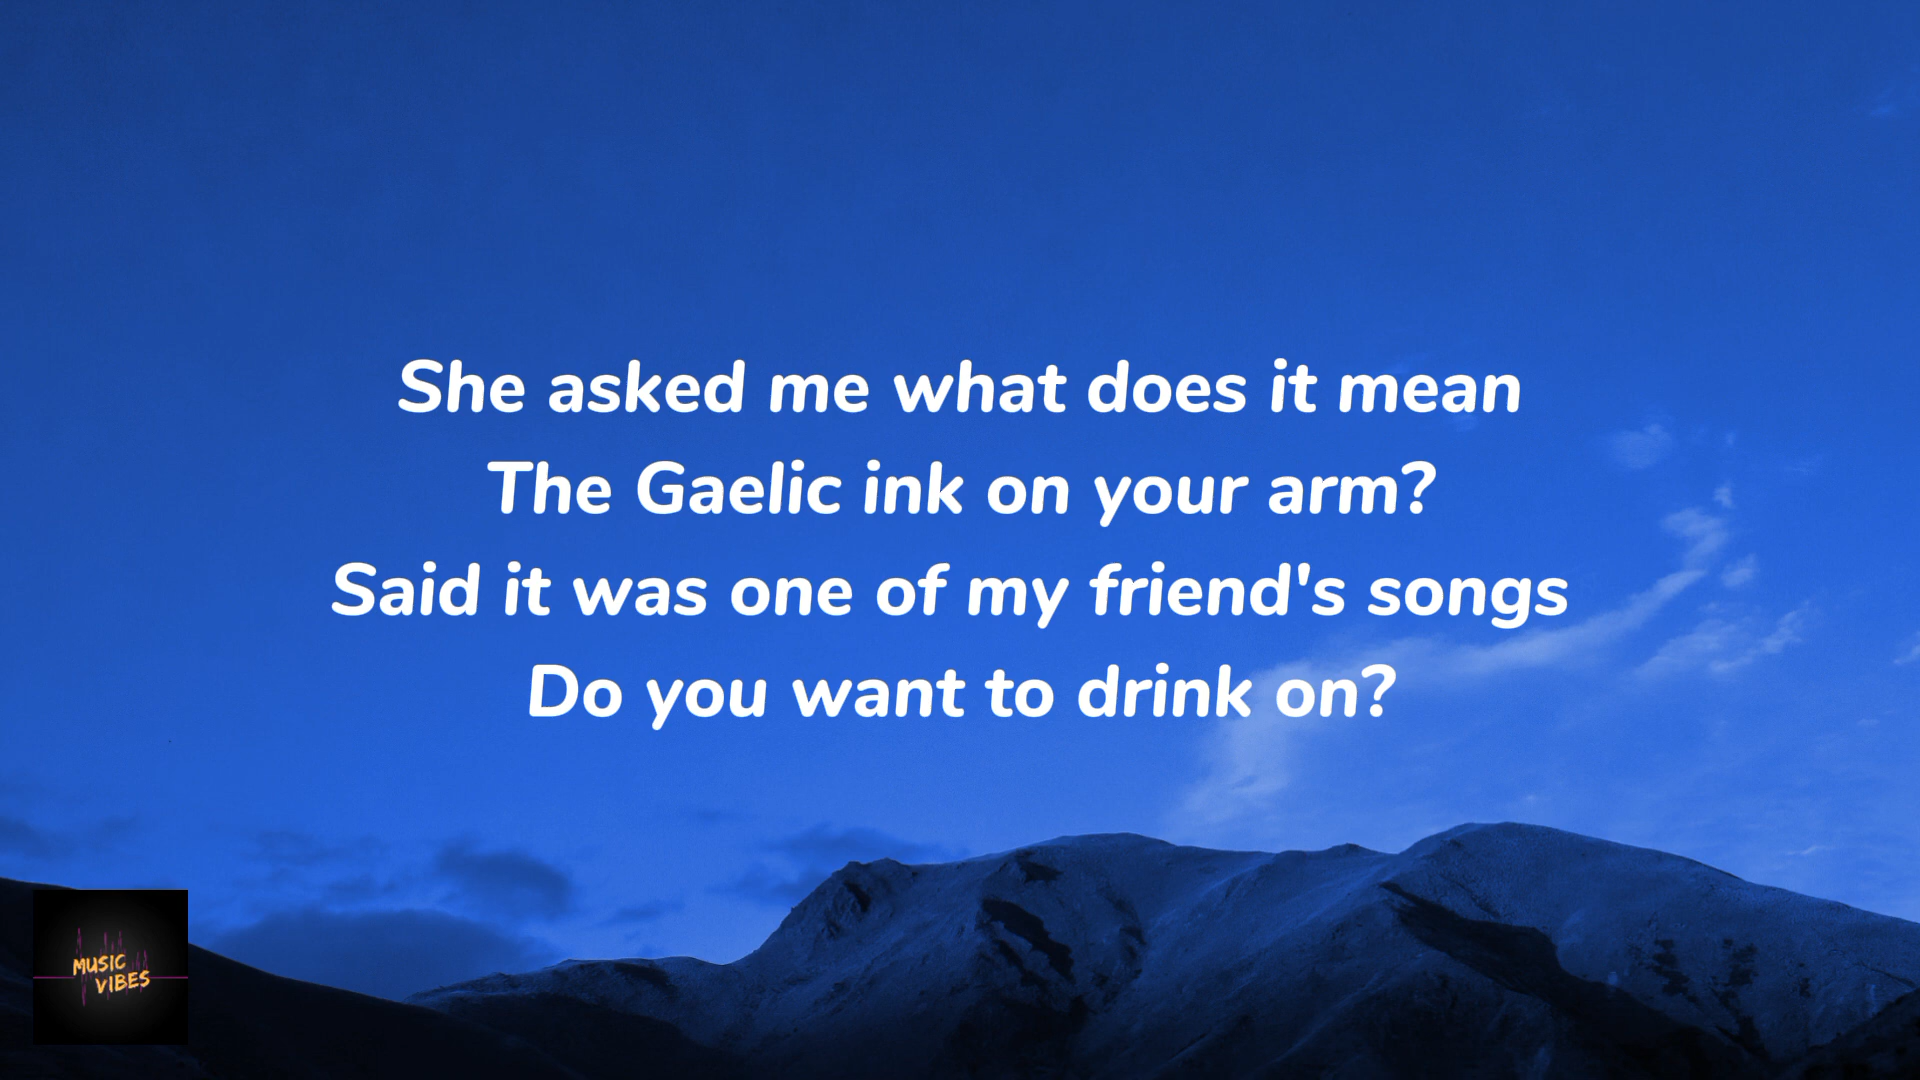 She asked me what does it mean
The Gaelic ink on your arm?
Said it was one of my friend's songs
Do you want to drink on?
MUSIC
VIBES